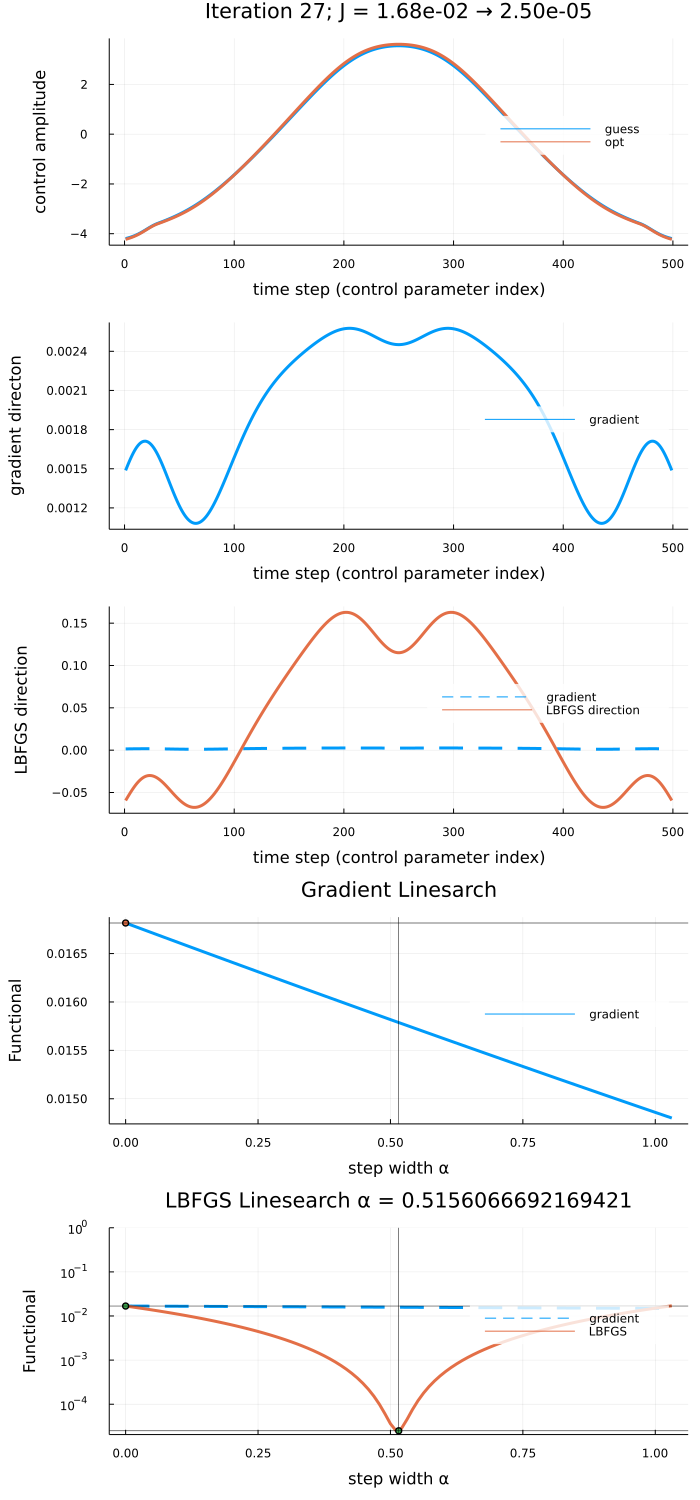 Iteration 27; J = 1.68e-02 → 2.50e-05
control amplitude
2
0
−2
−4
guess
opt
0 100 200 300 400 500
time step (control parameter index)
gradient directon
0.0024
0.0021
0.0018
0.0015
0.0012
gradient
0 100 200 300 400 500
time step (control parameter index)
LBFGS direction
0.15
0.10
0.05
0.00
−0.05
gradient
LBFGS direction
0 100 200 300 400 500
time step (control parameter index)
Gradient Linesarch
Functional
0.0165
0.0160
0.0155
0.0150
gradient
0.00 0.25 0.50 0.75 1.00
step width α
LBFGS Linesearch α = 0.5156066692169421
Functional
10⁰
10⁻¹
10⁻²
10⁻³
10⁻⁴
gradient
LBFGS
0.00 0.25 0.50 0.75 1.00
step width α